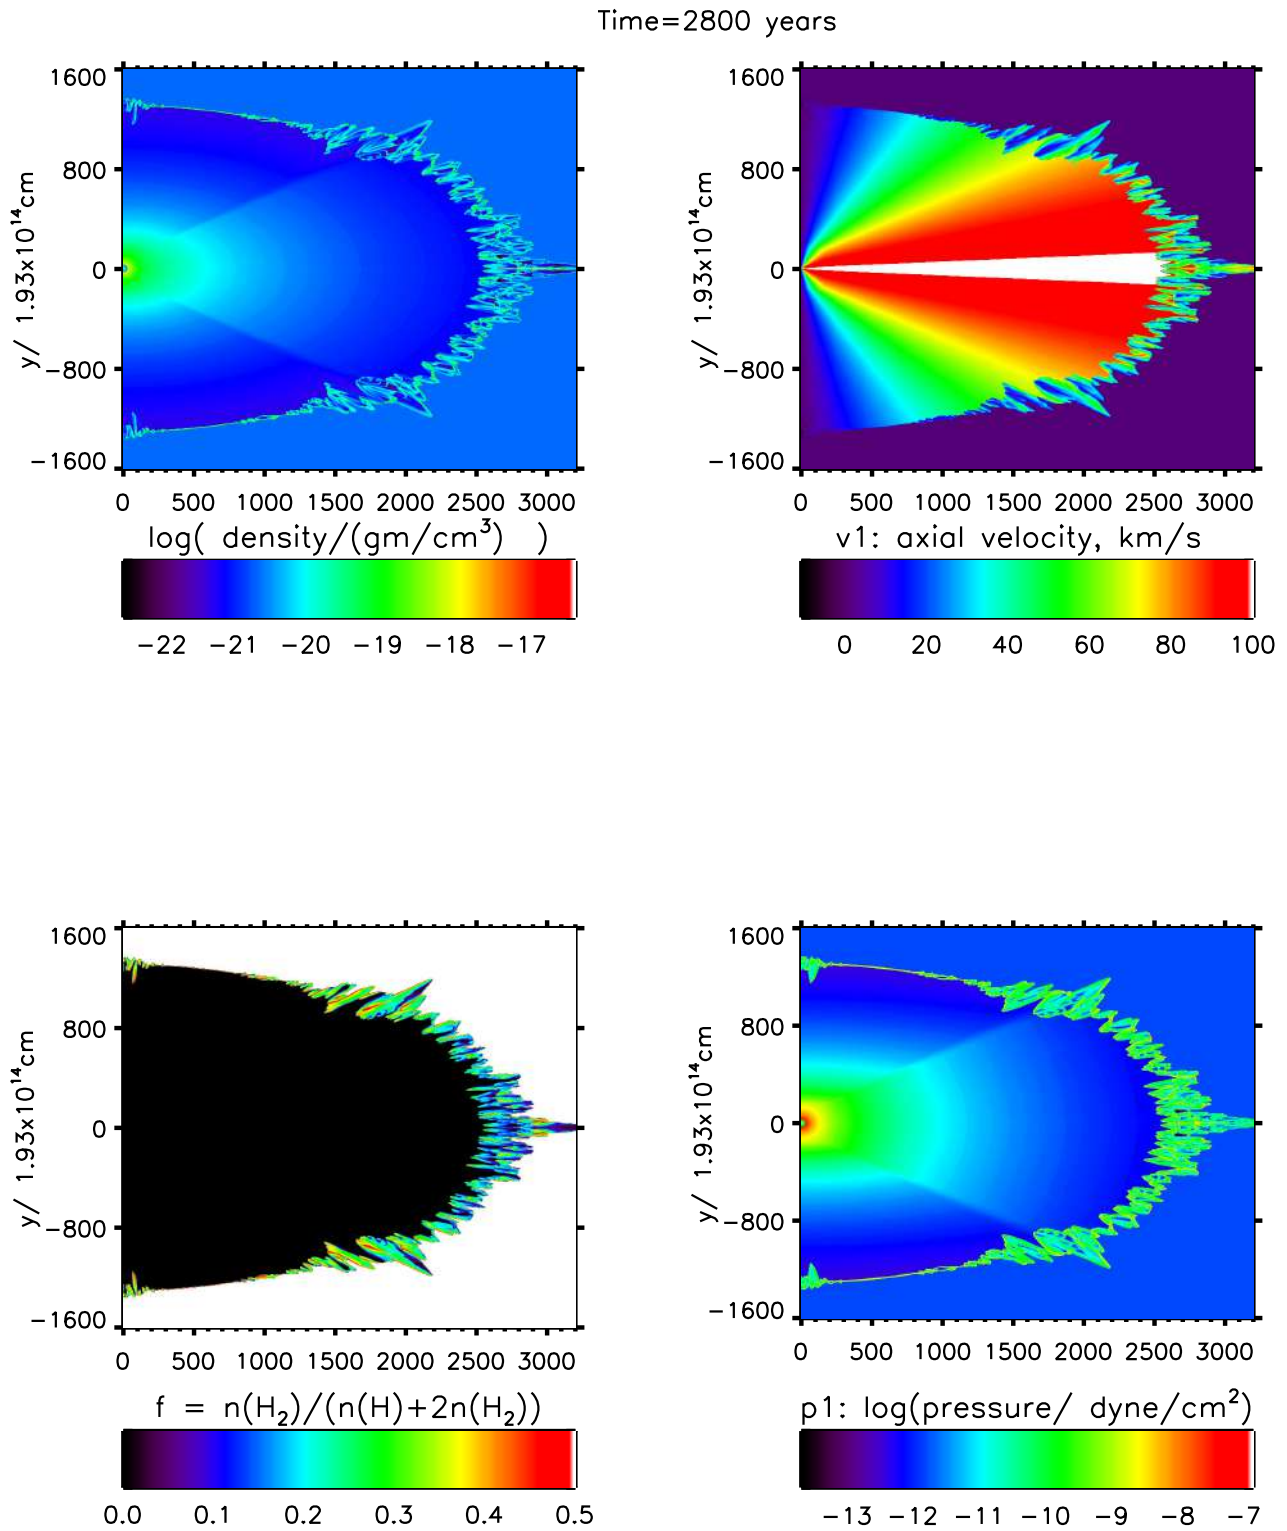 Time=2800 years
1600
800
0
−800
−1600
y/ 1.93x10¹⁴cm
0 500 1000 1500 2000 2500 3000
log( density/(gm/cm³) )
−22 −21 −20 −19 −18 −17
1600
800
0
−800
−1600
y/ 1.93x10¹⁴cm
0 500 1000 1500 2000 2500 3000
v1: axial velocity, km/s
0 20 40 60 80 100
1600
800
0
−800
−1600
y/ 1.93x10¹⁴cm
0 500 1000 1500 2000 2500 3000
f = n(H₂)/(n(H)+2n(H₂))
0.0 0.1 0.2 0.3 0.4 0.5
1600
800
0
−800
−1600
y/ 1.93x10¹⁴cm
0 500 1000 1500 2000 2500 3000
p1: log(pressure/ dyne/cm²)
−13 −12 −11 −10 −9 −8 −7